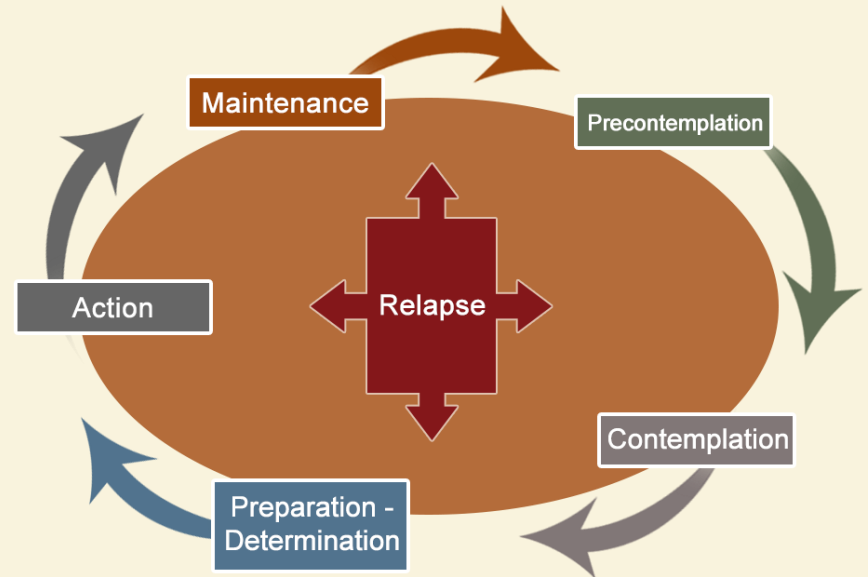 Maintenance
Precontemplation
Relapse
Action
Contemplation
Preparation -
Determination